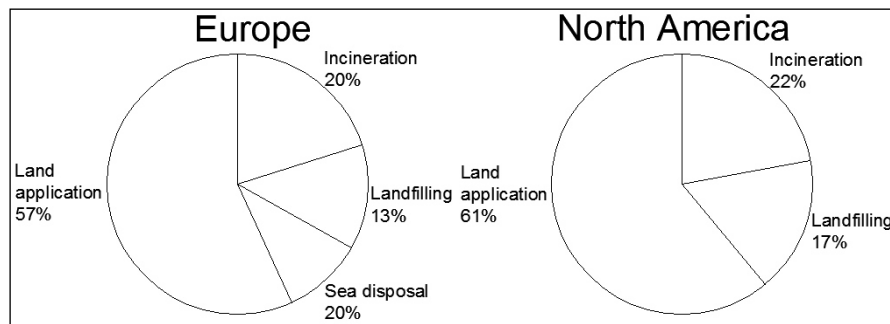 Europe
Incineration
20%
Landfilling
13%
Sea disposal
20%
Land
application
57%
North America
Incineration
22%
Landfilling
17%
Land
application
61%